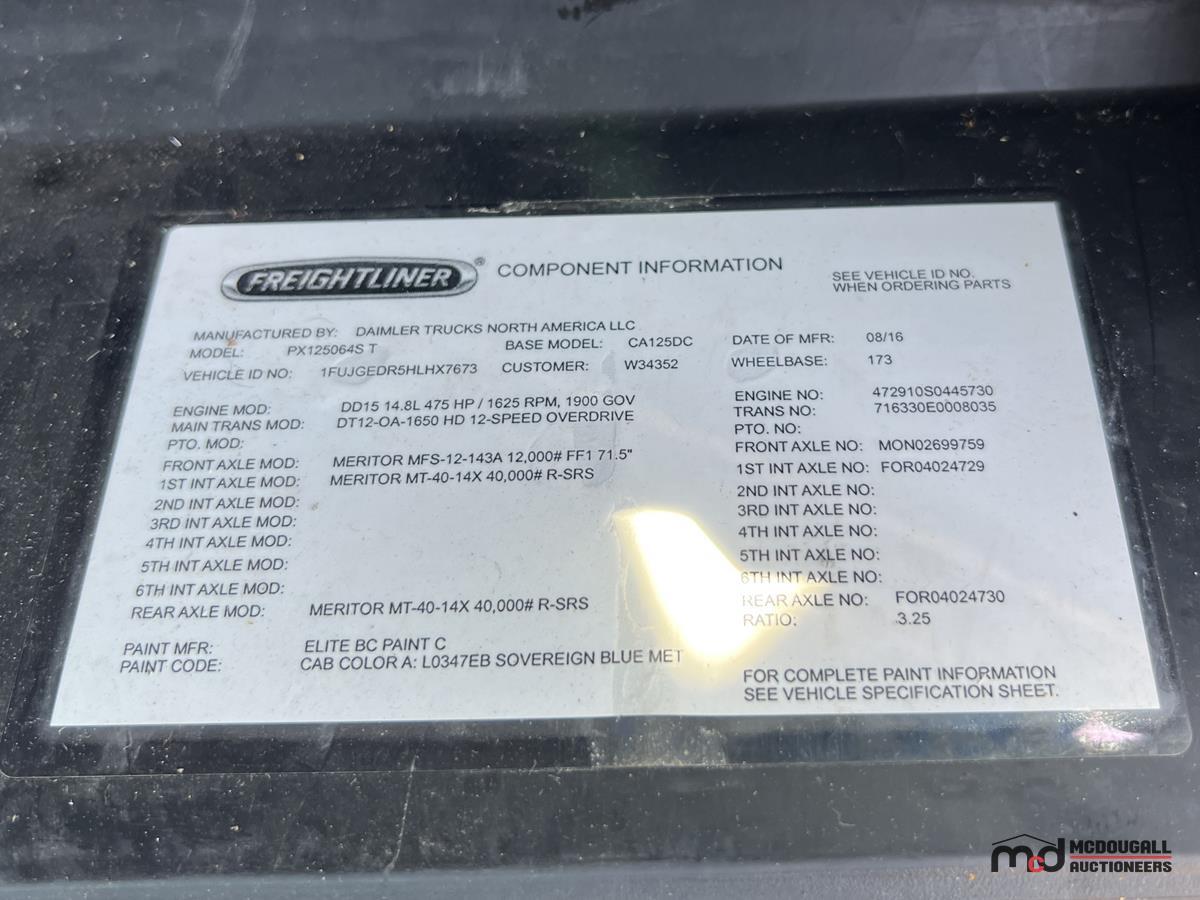 FREIGHTLINER® COMPONENT INFORMATION
SEE VEHICLE ID NO.
WHEN ORDERING PARTS
MANUFACTURED BY: DAIMLER TRUCKS NORTH AMERICA LLC
DATE OF MFR: 08/16
MODEL: PX125064S T BASE MODEL: CA125DC
WHEELBASE: 173
VEHICLE ID NO: 1FUJGEDR5HLHX7673 CUSTOMER: W34352
ENGINE MOD: DD15 14.8L 475 HP / 1625 RPM, 1900 GOV
ENGINE NO: 472910S0445730
MAIN TRANS MOD: DT12-OA-1650 HD 12-SPEED OVERDRIVE
TRANS NO: 716330E0008035
PTO. MOD:
PTO. NO:
FRONT AXLE MOD: MERITOR MFS-12-143A 12,000# FF1 71.5"
FRONT AXLE NO: MON02699759
1ST INT AXLE MOD: MERITOR MT-40-14X 40,000# R-SRS
1ST INT AXLE NO: FOR04024729
2ND INT AXLE MOD:
2ND INT AXLE NO:
3RD INT AXLE MOD:
3RD INT AXLE NO:
4TH INT AXLE MOD:
4TH INT AXLE NO:
5TH INT AXLE MOD:
5TH INT AXLE NO:
6TH INT AXLE MOD:
6TH INT AXLE NO:
REAR AXLE MOD: MERITOR MT-40-14X 40,000# R-SRS
REAR AXLE NO: FOR04024730
RATIO: 3.25
PAINT MFR: ELITE BC PAINT C
PAINT CODE: CAB COLOR A: L0347EB SOVEREIGN BLUE MET
FOR COMPLETE PAINT INFORMATION
SEE VEHICLE SPECIFICATION SHEET.
mcd MCDOUGALL
AUCTIONEERS